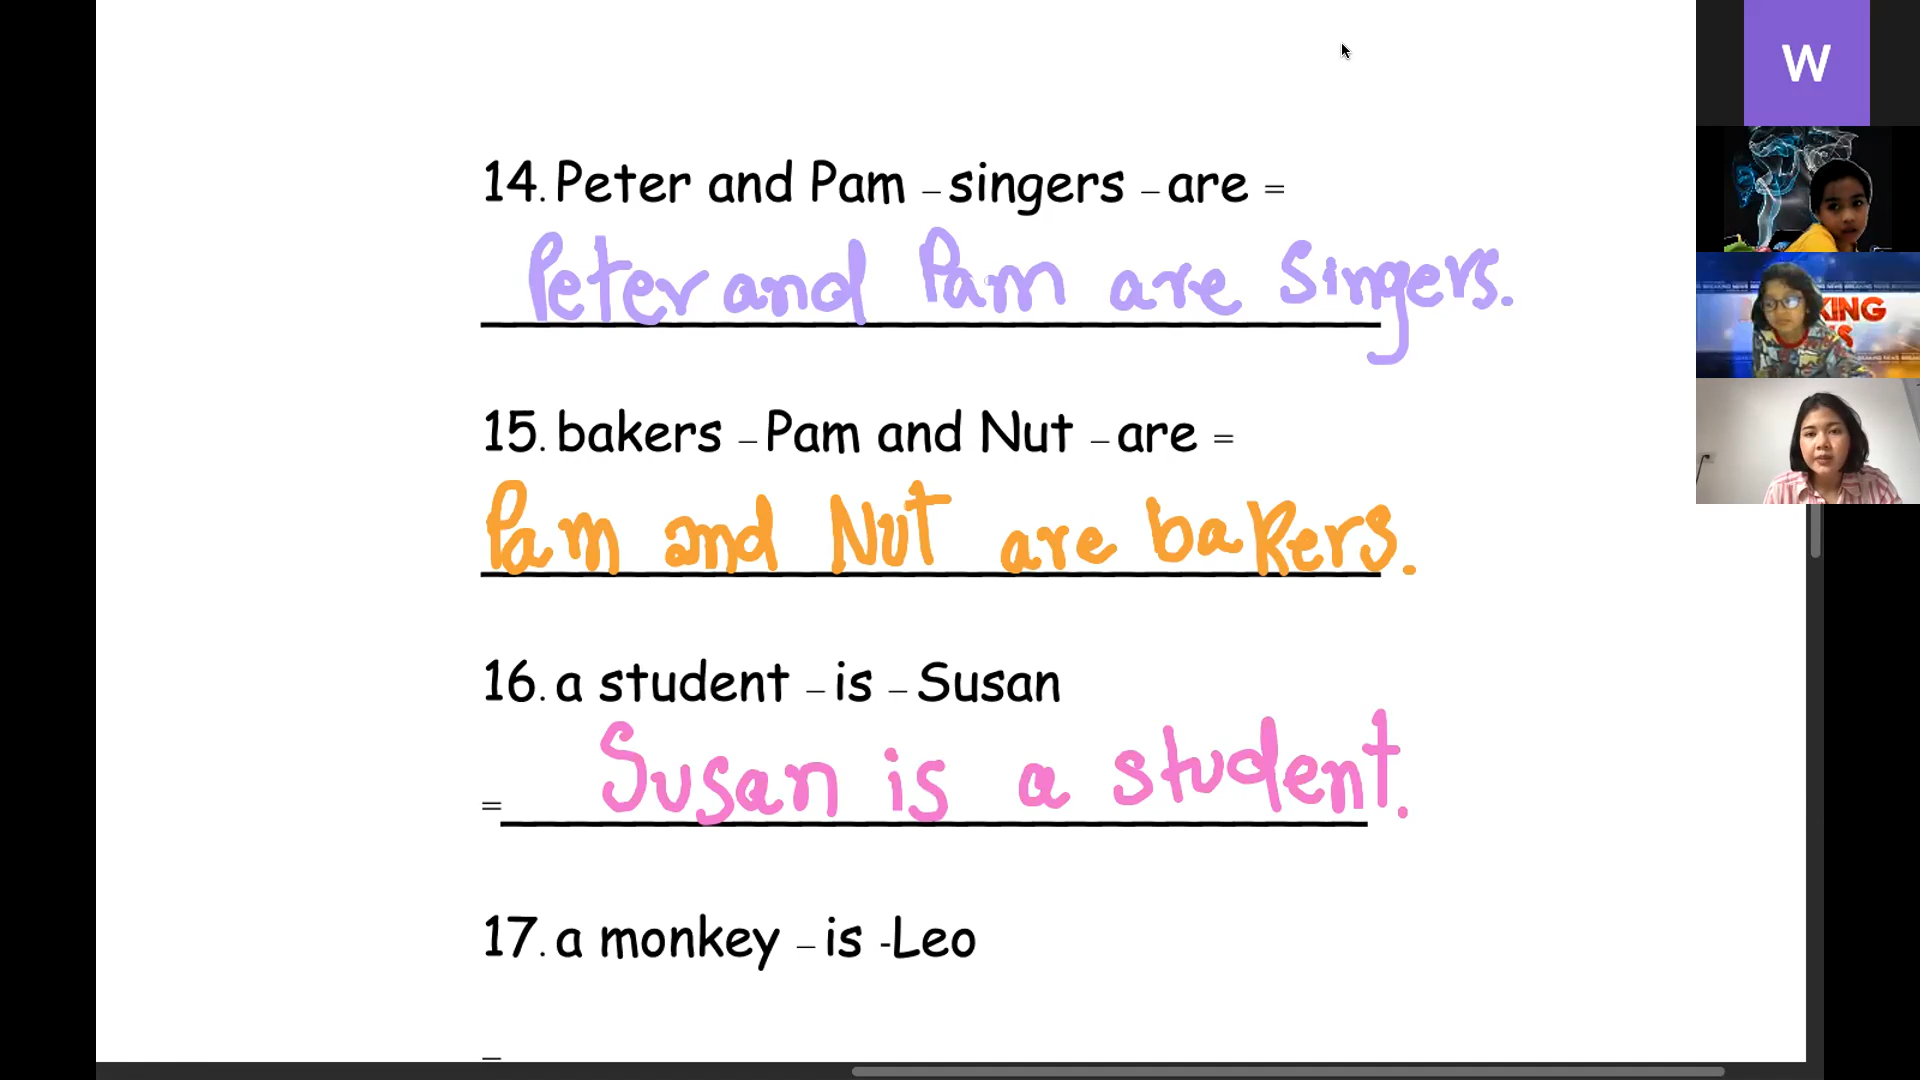 14. Peter and Pam – singers – are =
Peter and Pam are singers.
15. bakers – Pam and Nut – are =
Pam and Nut are bakers.
16. a student – is – Susan
= Susan is a student.
17. a monkey – is -Leo
=
W
KING